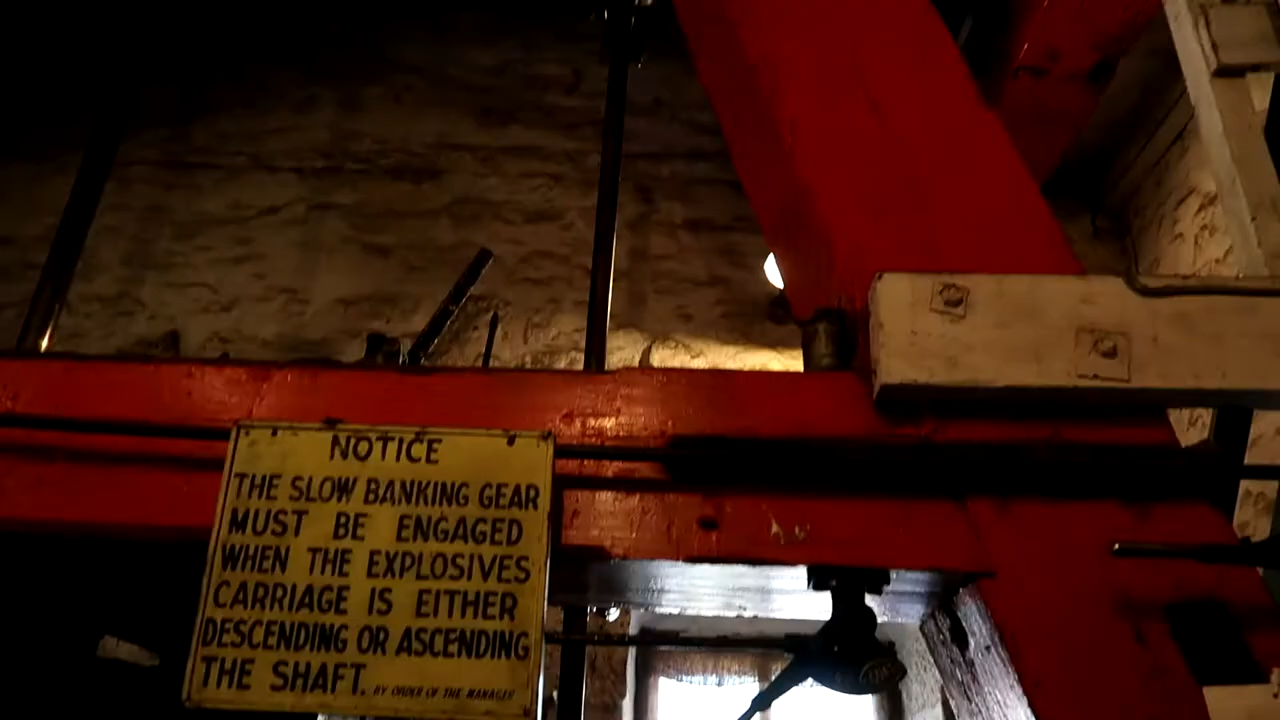 NOTICE
THE SLOW BANKING GEAR
MUST BE ENGAGED
WHEN THE EXPLOSIVES
CARRIAGE IS EITHER
DESCENDING OR ASCENDING
THE SHAFT. BY ORDER OF THE MANAGER